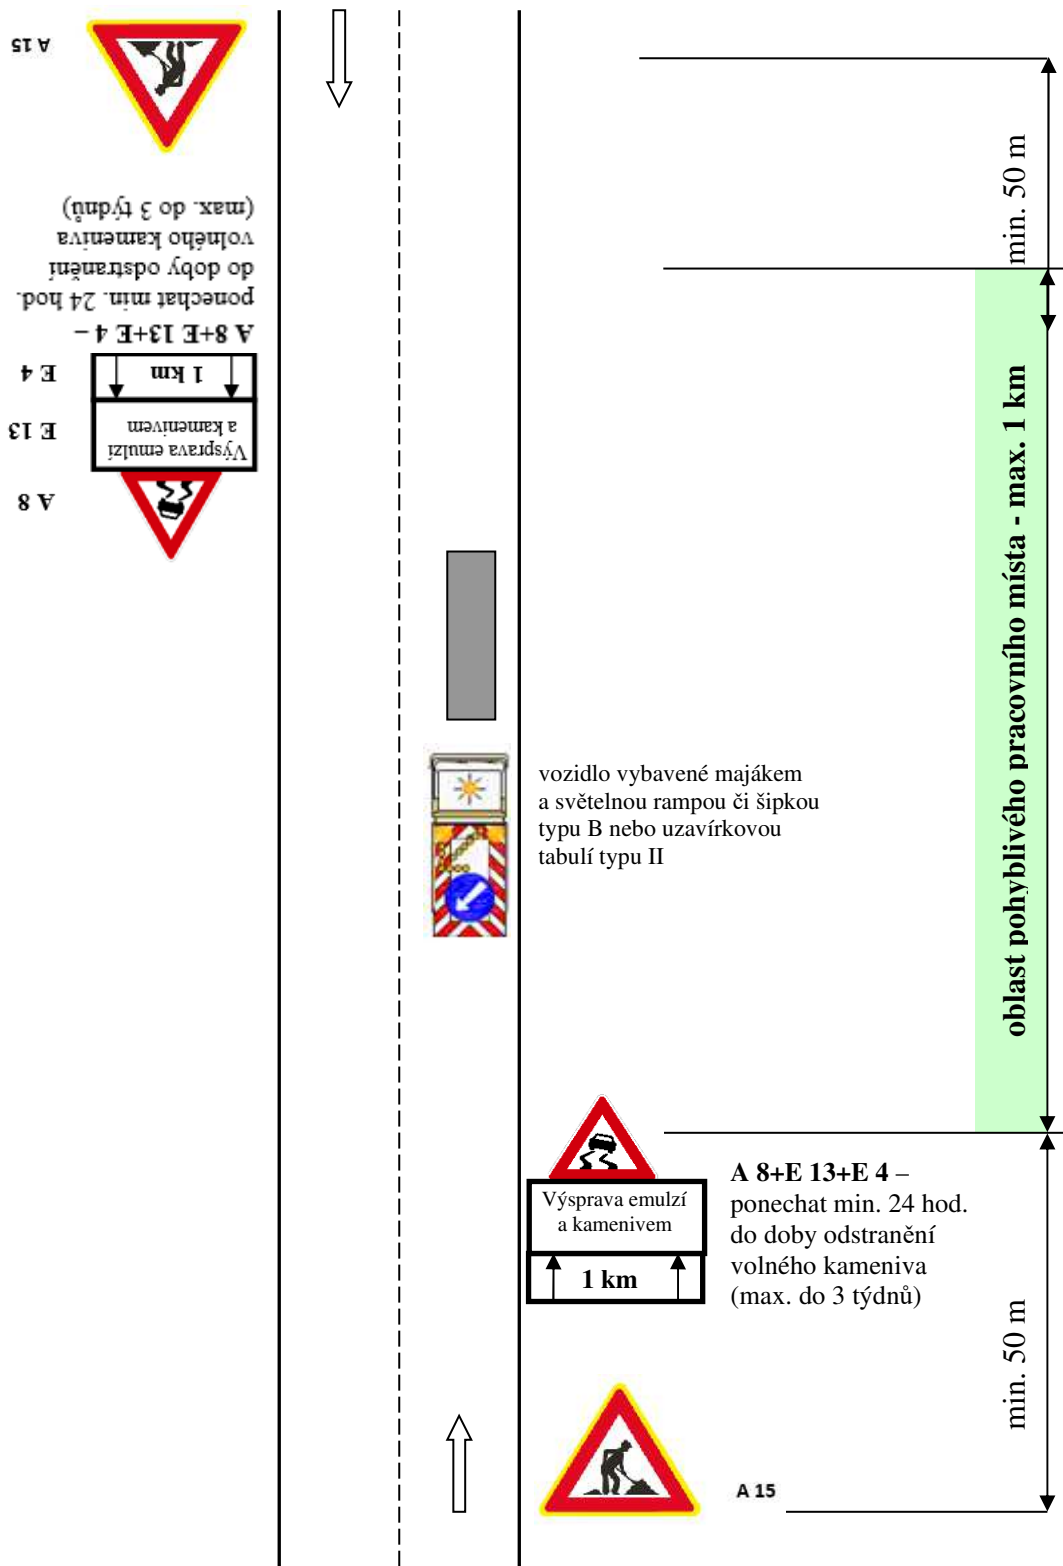 A 15
A 8+E 13+E 4 –
ponechat min. 24 hod.
do doby odstranění
volného kameniva
(max. do 3 týdnů)
E 4
1 km
E 13
Výsprava emulzí
a kamenivem
A 8
min. 50 m
oblast pohyblivého pracovního místa - max. 1 km
vozidlo vybavené majákem
a světelnou rampou či šipkou
typu B nebo uzavírkovou
tabulí typu II
Výsprava emulzí
a kamenivem
1 km
A 8+E 13+E 4 –
ponechat min. 24 hod.
do doby odstranění
volného kameniva
(max. do 3 týdnů)
min. 50 m
A 15